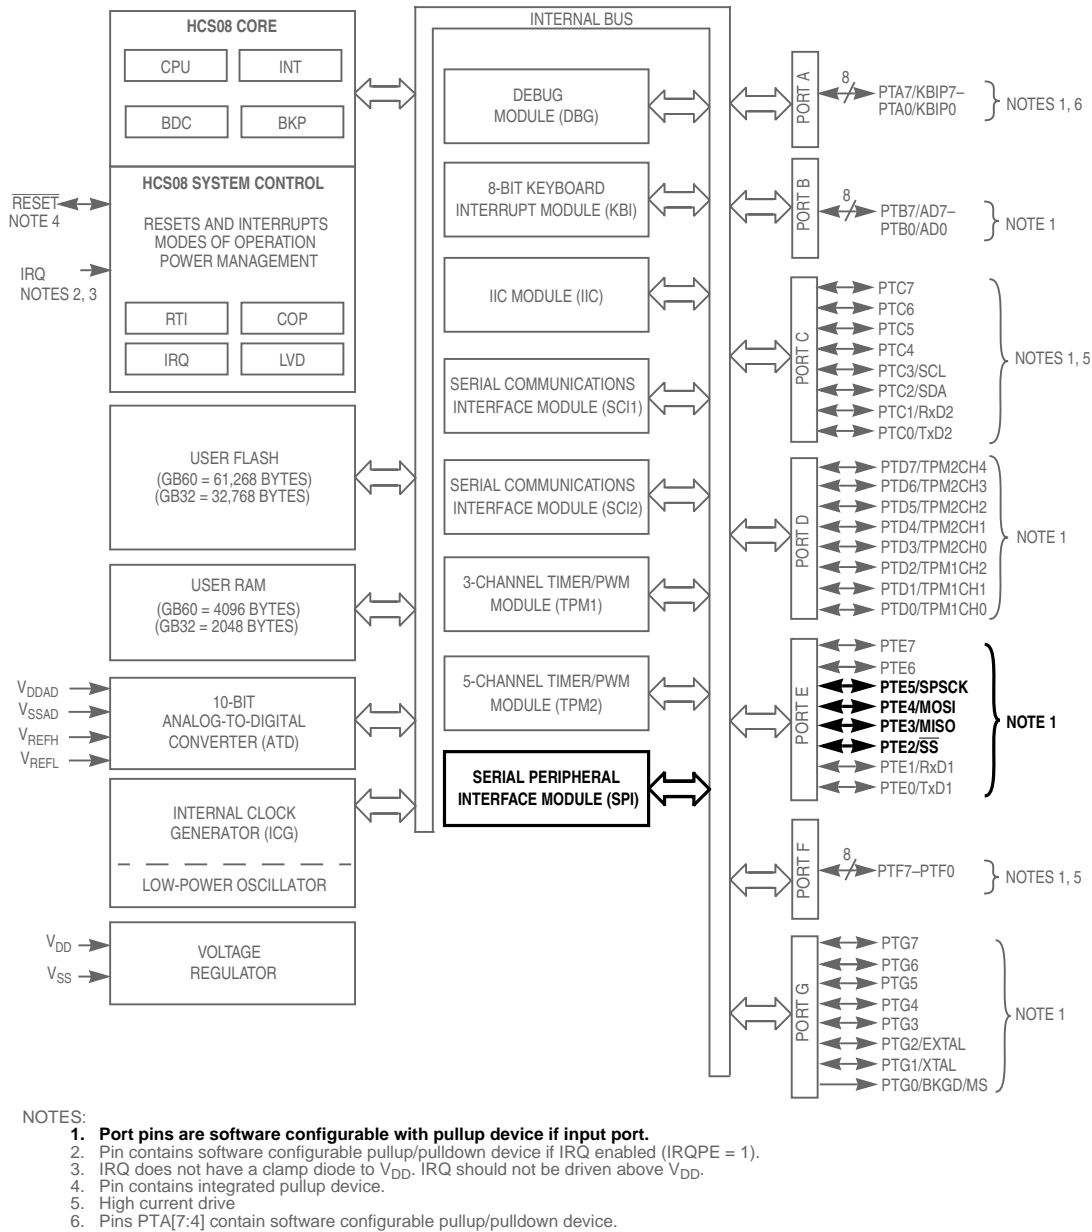 INTERNAL BUS
HCS08 CORE
CPU
INT
BDC
BKP
HCS08 SYSTEM CONTROL
RESETS AND INTERRUPTS
MODES OF OPERATION
POWER MANAGEMENT
RTI
COP
IRQ
LVD
RESET
NOTE 4
IRQ
NOTES 2, 3
USER FLASH
(GB60 = 61,268 BYTES)
(GB32 = 32,768 BYTES)
USER RAM
(GB60 = 4096 BYTES)
(GB32 = 2048 BYTES)
VDDAD
VSSAD
VREFH
VREFL
10-BIT
ANALOG-TO-DIGITAL
CONVERTER (ATD)
INTERNAL CLOCK
GENERATOR (ICG)
LOW-POWER OSCILLATOR
VDD
VSS
VOLTAGE
REGULATOR
DEBUG
MODULE (DBG)
8-BIT KEYBOARD
INTERRUPT MODULE (KBI)
IIC MODULE (IIC)
SERIAL COMMUNICATIONS
INTERFACE MODULE (SCI1)
SERIAL COMMUNICATIONS
INTERFACE MODULE (SCI2)
3-CHANNEL TIMER/PWM
MODULE (TPM1)
5-CHANNEL TIMER/PWM
MODULE (TPM2)
SERIAL PERIPHERAL
INTERFACE MODULE (SPI)
PORT A
8
PTA7/KBIP7–
PTA0/KBIP0
NOTES 1, 6
PORT B
8
PTB7/AD7–
PTB0/AD0
NOTE 1
PORT C
PTC7
PTC6
PTC5
PTC4
PTC3/SCL
PTC2/SDA
PTC1/RxD2
PTC0/TxD2
NOTES 1, 5
PORT D
PTD7/TPM2CH4
PTD6/TPM2CH3
PTD5/TPM2CH2
PTD4/TPM2CH1
PTD3/TPM2CH0
PTD2/TPM1CH2
PTD1/TPM1CH1
PTD0/TPM1CH0
NOTE 1
PORT E
PTE7
PTE6
PTE5/SPSCK
PTE4/MOSI
PTE3/MISO
PTE2/SS
PTE1/RxD1
PTE0/TxD1
NOTE 1
PORT F
8
PTF7–PTF0
NOTES 1, 5
PORT G
PTG7
PTG6
PTG5
PTG4
PTG3
PTG2/EXTAL
PTG1/XTAL
PTG0/BKGD/MS
NOTE 1
NOTES:
1. Port pins are software configurable with pullup device if input port.
2. Pin contains software configurable pullup/pulldown device if IRQ enabled (IRQPE = 1).
3. IRQ does not have a clamp diode to VDD. IRQ should not be driven above VDD.
4. Pin contains integrated pullup device.
5. High current drive
6. Pins PTA[7:4] contain software configurable pullup/pulldown device.